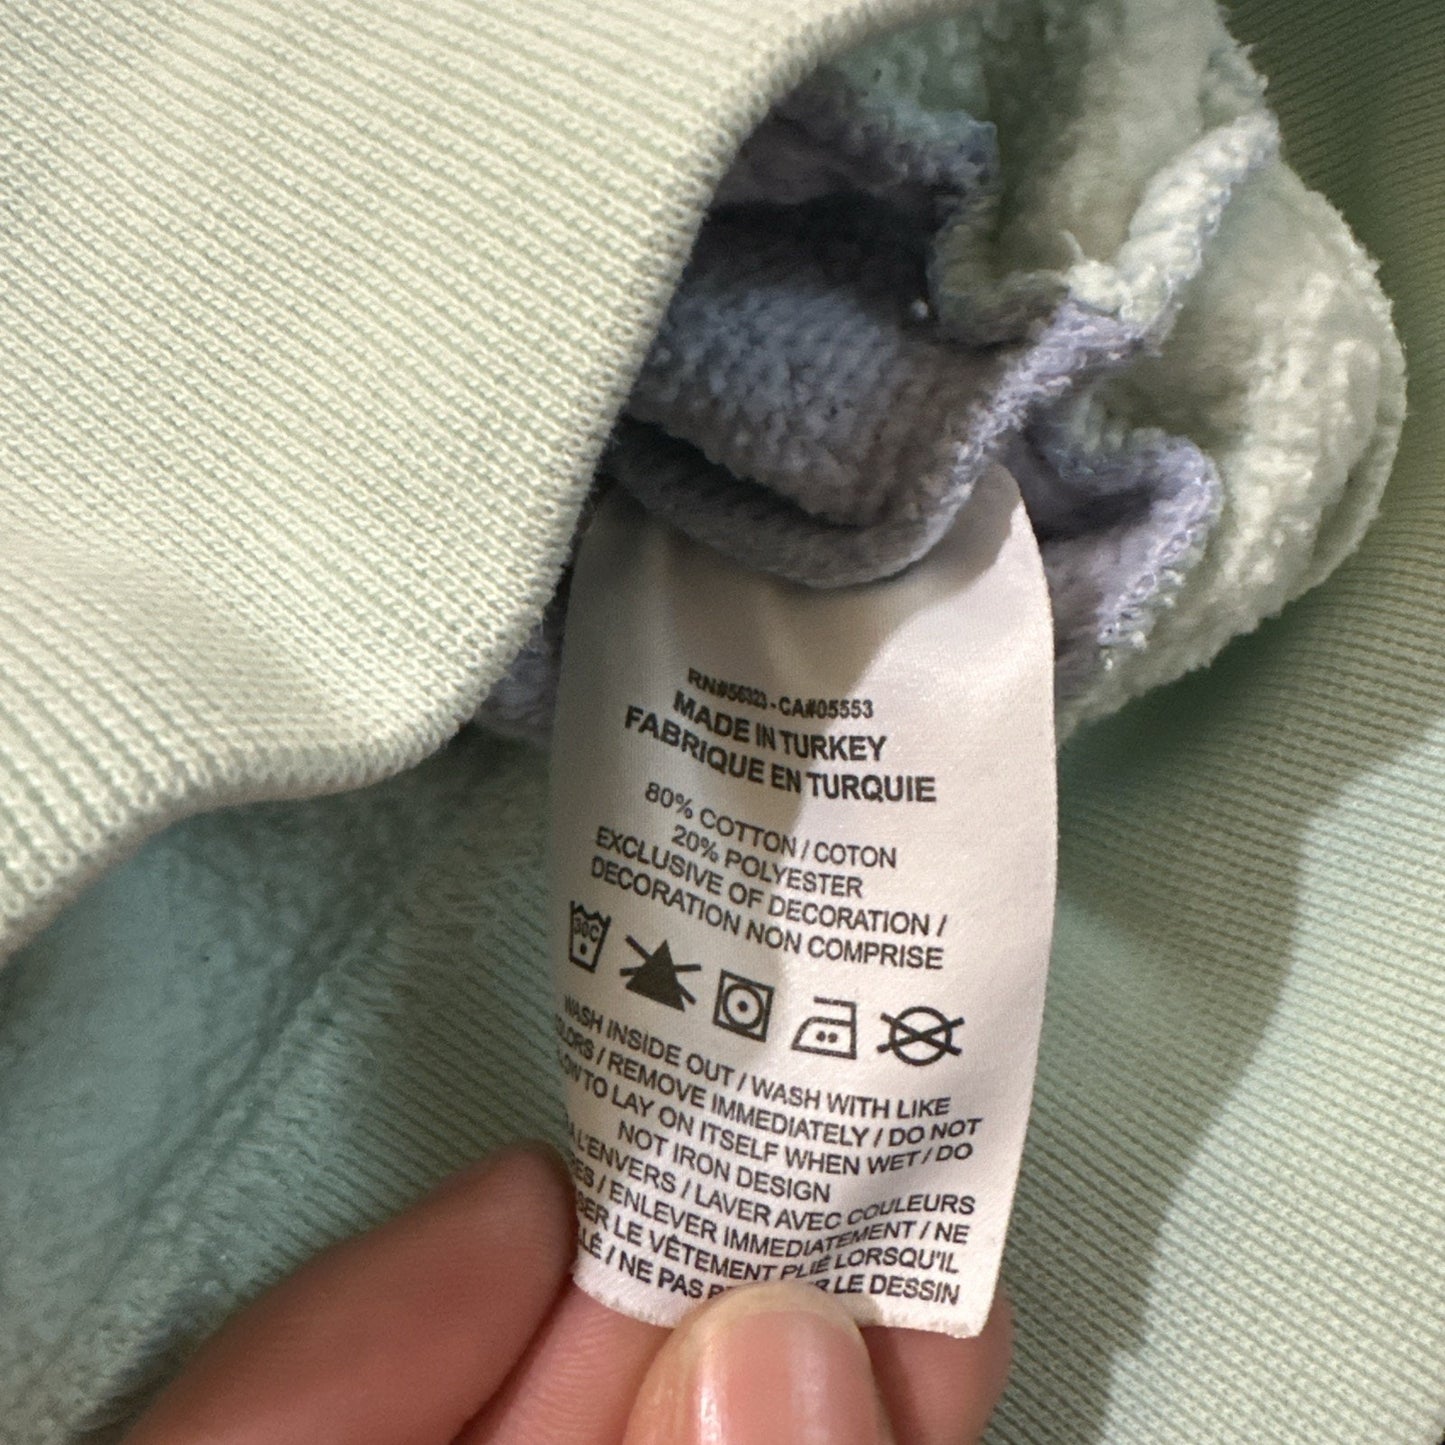 RN#56323 - CA#05553
MADE IN TURKEY
FABRIQUE EN TURQUIE
80% COTTON / COTON
20% POLYESTER
EXCLUSIVE OF DECORATION /
DECORATION NON COMPRISE
30C
WASH INSIDE OUT / WASH WITH LIKE
/ REMOVE IMMEDIATELY / DO NOT
TO LAY ON ITSELF WHEN WET / DO
NOT IRON DESIGN
L'ENVERS / LAVER AVEC COULEURS
/ ENLEVER IMMEDIATEMENT / NE
LE VÊTEMENT PLIÉ LORSQU'IL
/ NE PAS LE DESSIN